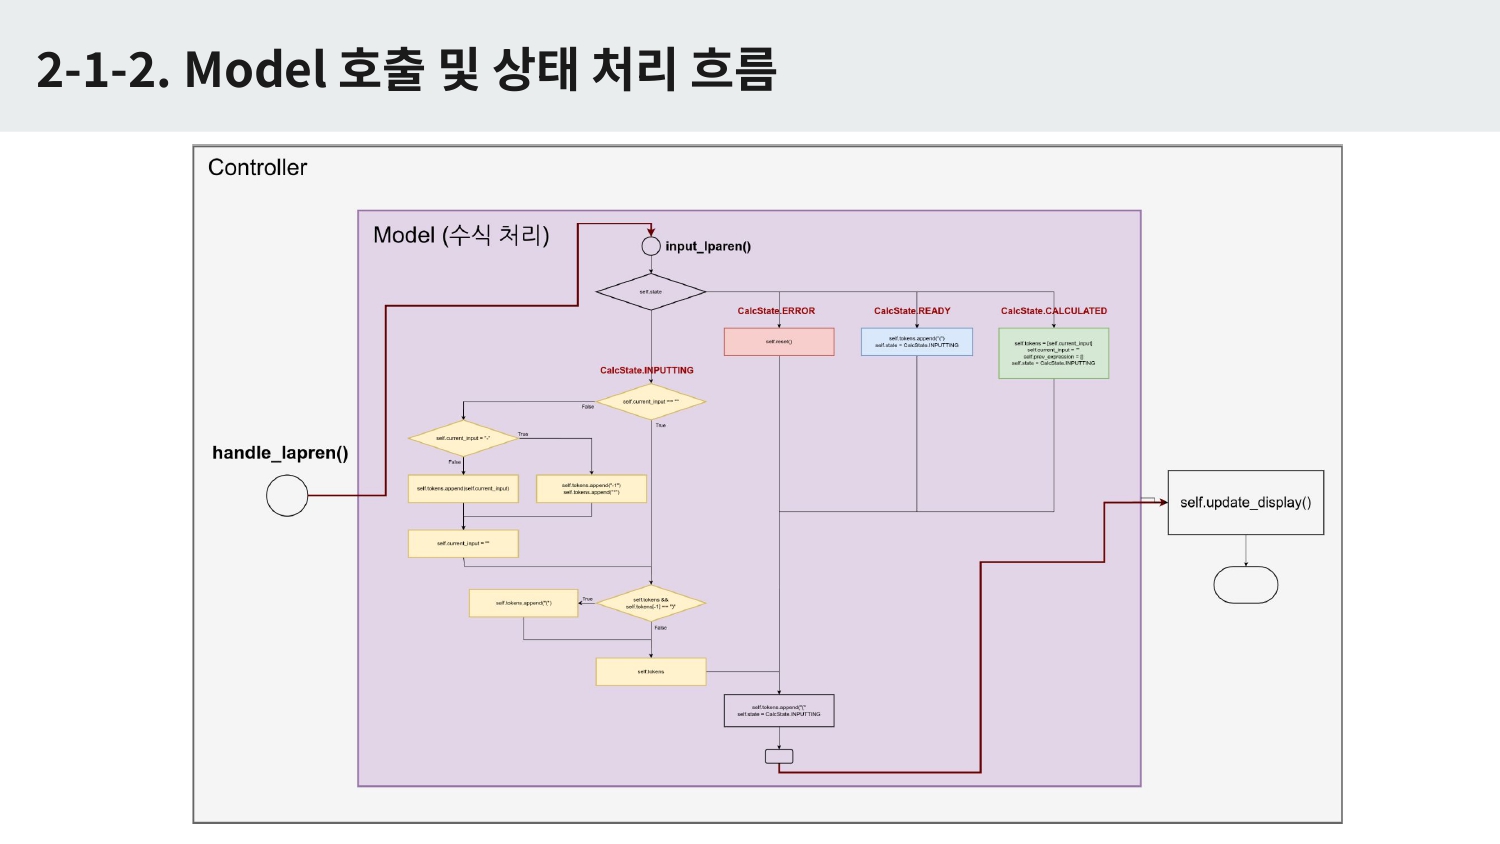 2-1-2. Model 호출 및 상태 처리 흐름
Controller
Model (수식 처리)
input_lparen()
self.state
CalcState.ERROR
CalcState.READY
CalcState.CALCULATED
self.reset()
self.tokens.append("(")
self.state = CalcState.INPUTTING
self.tokens = [self.current_input]
self.current_input = ""
self.prev_expression = []
self.state = CalcState.INPUTTING
CalcState.INPUTTING
self.current_input == ""
False
True
self.current_input = "-"
True
False
handle_lapren()
self.tokens.append(self.current_input)
self.tokens.append("-1")
self.tokens.append("*")
self.update_display()
self.current_input = ""
self.tokens &&
self.tokens[-1] == ")"
True
False
self.tokens
self.tokens.append("("
self.state = CalcState.INPUTTING